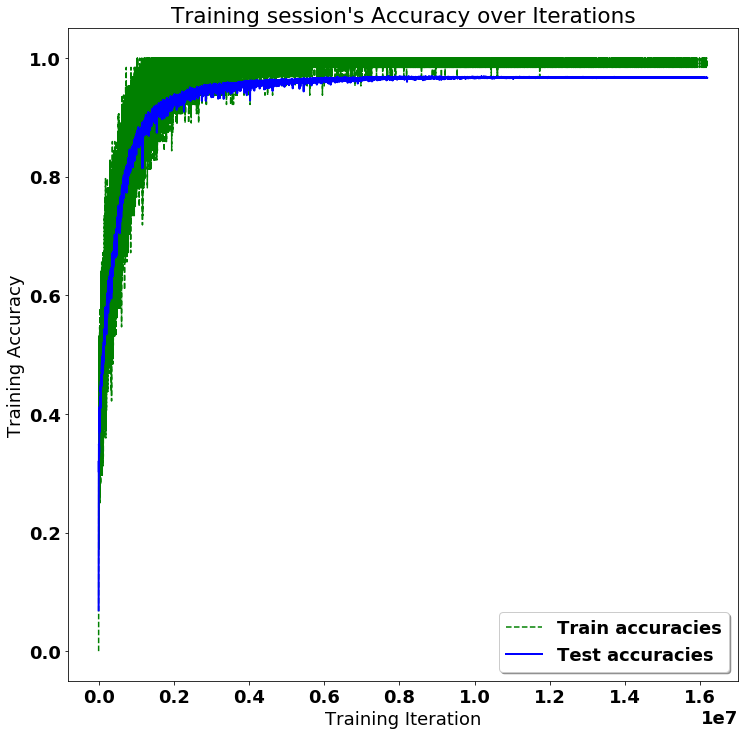 Training session's Accuracy over Iterations
1.0
0.8
0.6
0.4
0.2
0.0
Training Accuracy
0.0 0.2 0.4 0.6 0.8 1.0 1.2 1.4 1.6
1e7
Training Iteration
Train accuracies
Test accuracies